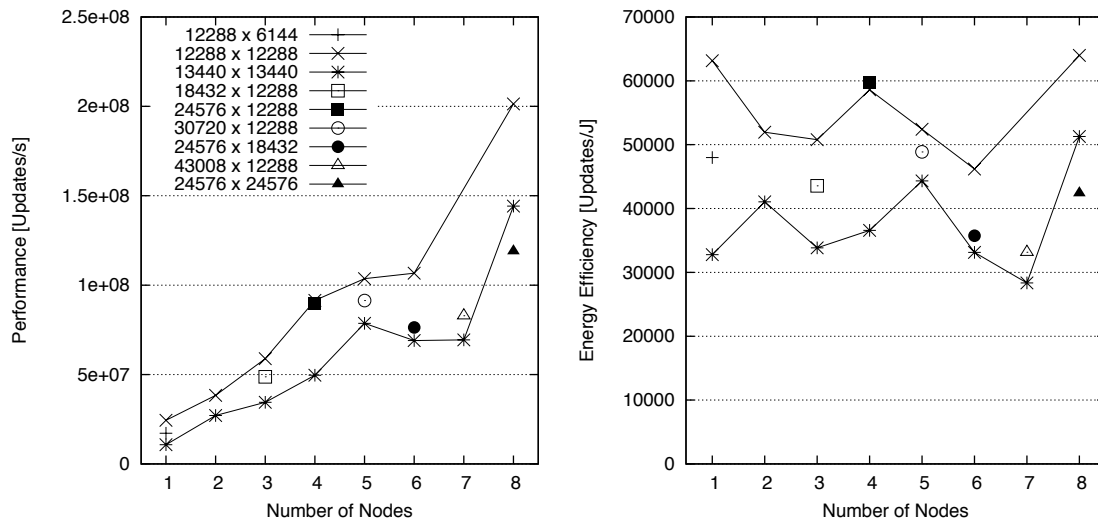 Performance [Updates/s]
2.5e+08
2e+08
1.5e+08
1e+08
5e+07
0
12288 x 6144
12288 x 12288
13440 x 13440
18432 x 12288
24576 x 12288
30720 x 12288
24576 x 18432
43008 x 12288
24576 x 24576
1 2 3 4 5 6 7 8
Number of Nodes
Energy Efficiency [Updates/J]
70000
60000
50000
40000
30000
20000
10000
0
1 2 3 4 5 6 7 8
Number of Nodes